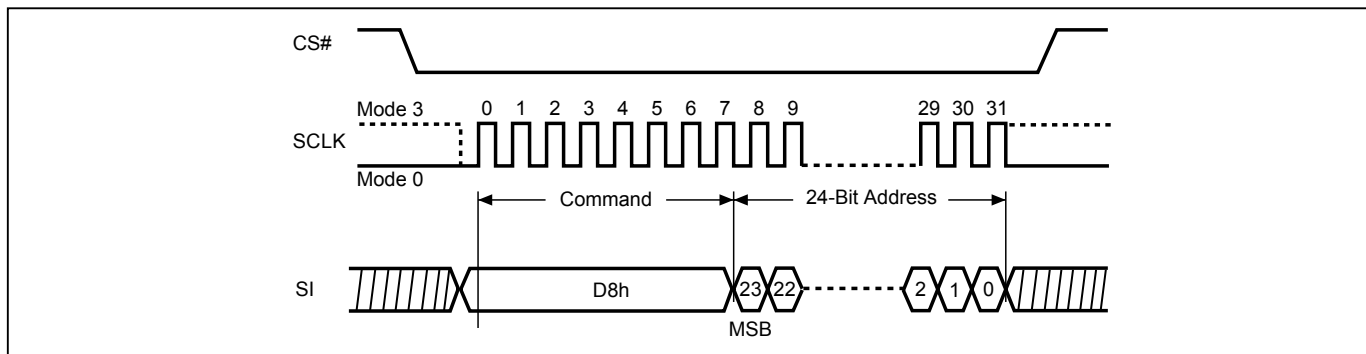 CS#
Mode 3
0 1 2 3 4 5 6 7 8 9 29 30 31
SCLK
Mode 0
Command 24-Bit Address
SI D8h 23 22 2 1 0
MSB